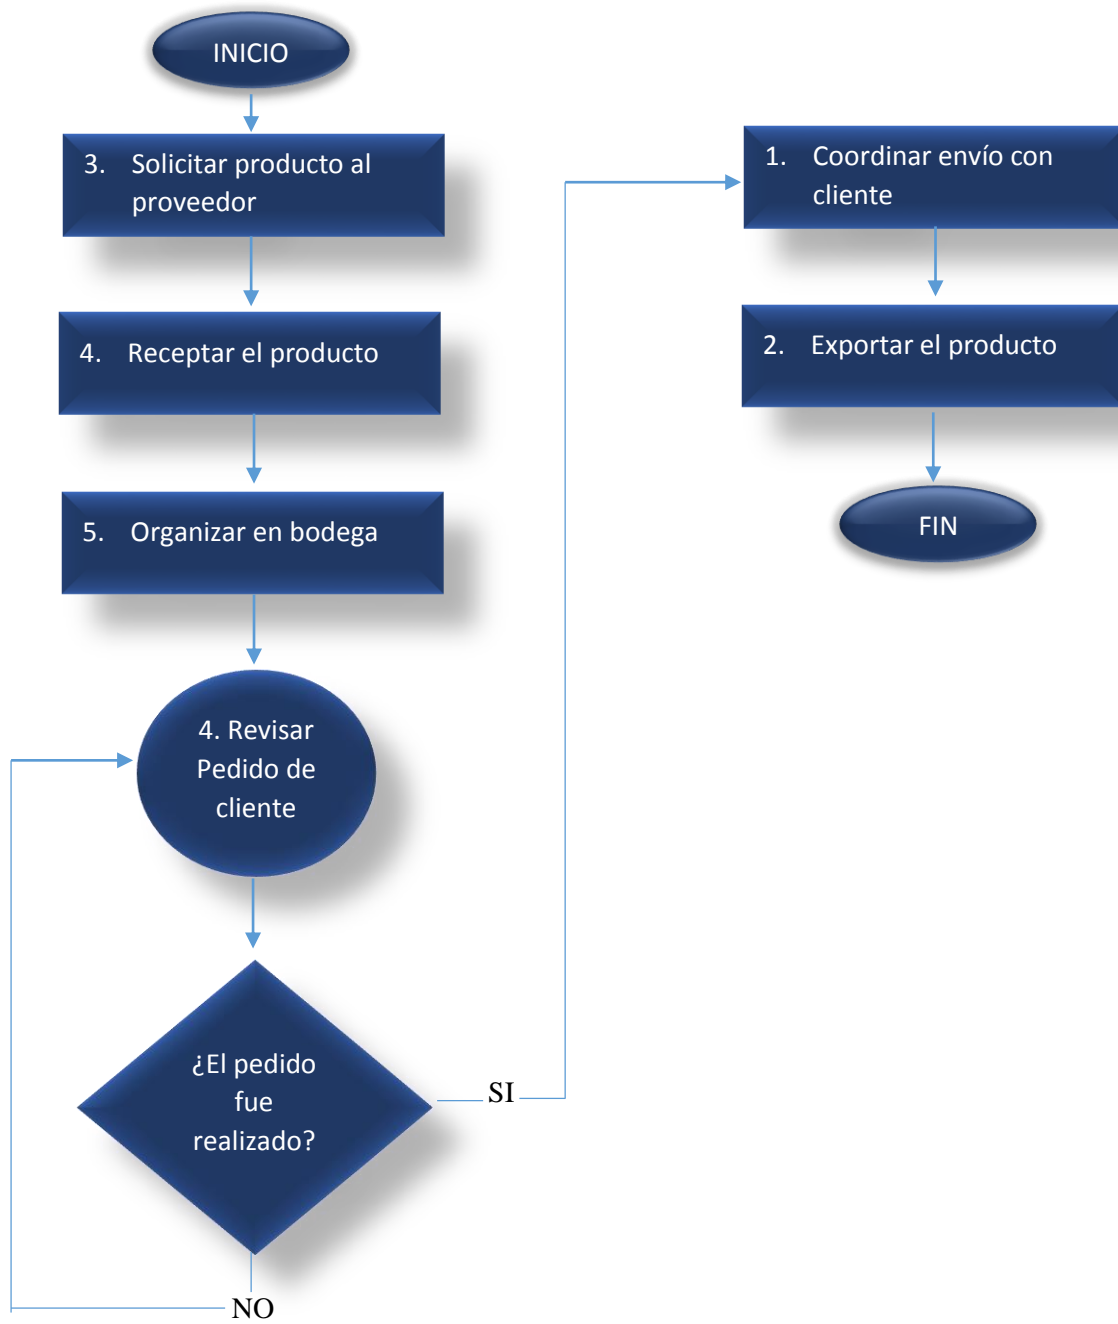 INICIO
3. Solicitar producto al
proveedor
4. Receptar el producto
5. Organizar en bodega
4. Revisar
Pedido de
cliente
¿El pedido
fue
realizado?
SI
NO
1. Coordinar envío con
cliente
2. Exportar el producto
FIN